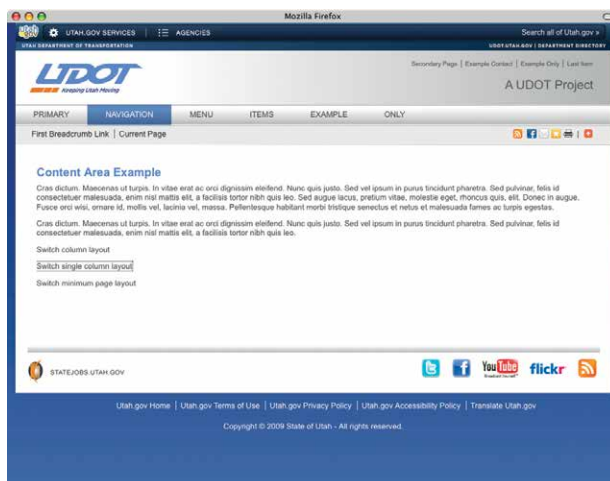 Mozilla Firefox
utah UTAH.GOV SERVICES | AGENCIES Search all of Utah.gov »
UTAH DEPARTMENT OF TRANSPORTATION UDOT.UTAH.GOV | DEPARTMENT DIRECTORY
UDOT
Keeping Utah Moving
Secondary Page | Example Contact | Example Only | Last Item
A UDOT Project
PRIMARY NAVIGATION MENU ITEMS EXAMPLE ONLY
First Breadcrumb Link | Current Page
Content Area Example
Cras dictum. Maecenas ut turpis. In vitae erat ac orci dignissim eleifend. Nunc quis justo. Sed vel ipsum in purus tincidunt pharetra. Sed pulvinar, felis id
consectetuer malesuada, enim nisl mattis elit, a facilisis tortor nibh quis leo. Sed augue lacus, pretium vitae, molestie eget, rhoncus quis, elit. Donec in augue.
Fusce orci wisi, ornare id, mollis vel, lacinia vel, massa. Pellentesque habitant morbi tristique senectus et netus et malesuada fames ac turpis egestas.
Cras dictum. Maecenas ut turpis. In vitae erat ac orci dignissim eleifend. Nunc quis justo. Sed vel ipsum in purus tincidunt pharetra. Sed pulvinar, felis id
consectetuer malesuada, enim nisl mattis elit, a facilisis tortor nibh quis leo.
Switch column layout
Switch single column layout
Switch minimum page layout
STATEJOBS.UTAH.GOV
You Tube
flickr
Utah.gov Home | Utah.gov Terms of Use | Utah.gov Privacy Policy | Utah.gov Accessibility Policy | Translate Utah.gov
Copyright © 2009 State of Utah - All rights reserved.